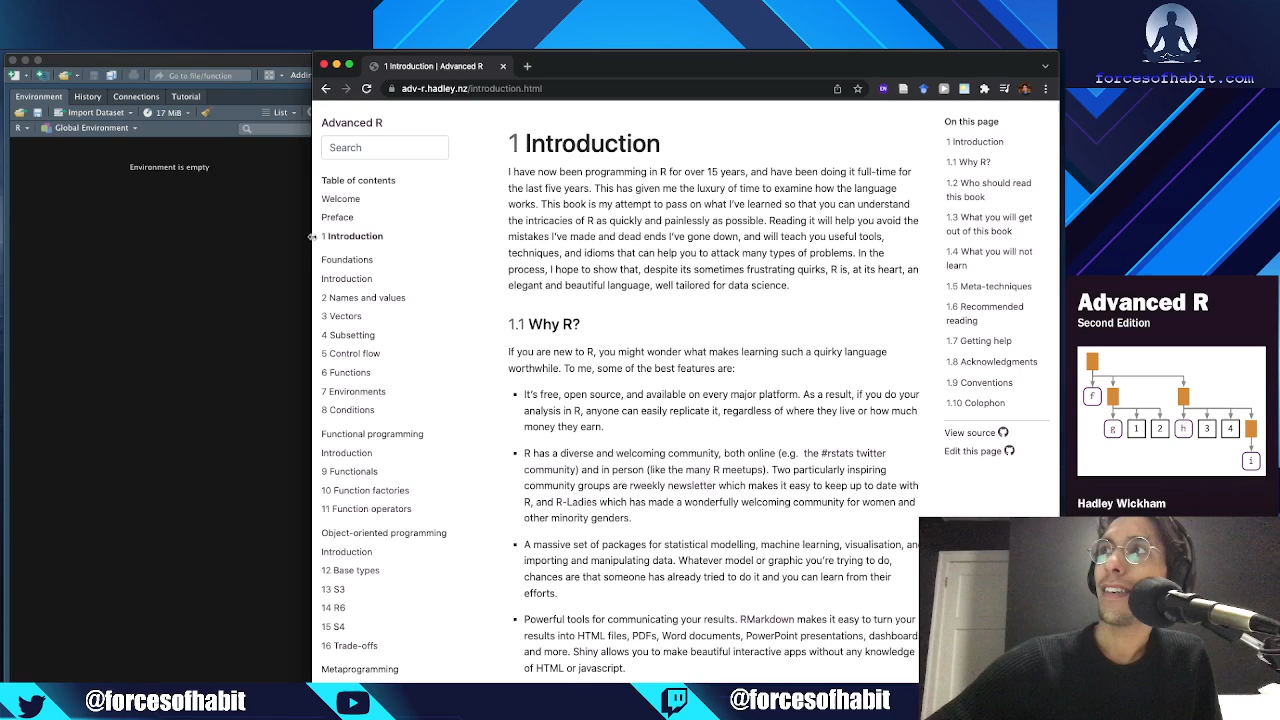 forcesofhabit.com
Go to file/function
Addin
Environment
History
Connections
Tutorial
Import Dataset
17 MiB
List
R
Global Environment
Environment is empty
1 Introduction | Advanced R
adv-r.hadley.nz/introduction.html
Advanced R
Search
Table of contents
Welcome
Preface
1 Introduction
Foundations
Introduction
2 Names and values
3 Vectors
4 Subsetting
5 Control flow
6 Functions
7 Environments
8 Conditions
Functional programming
Introduction
9 Functionals
10 Function factories
11 Function operators
Object-oriented programming
Introduction
12 Base types
13 S3
14 R6
15 S4
16 Trade-offs
Metaprogramming
1 Introduction
I have now been programming in R for over 15 years, and have been doing it full-time for
the last five years. This has given me the luxury of time to examine how the language
works. This book is my attempt to pass on what I've learned so that you can understand
the intricacies of R as quickly and painlessly as possible. Reading it will help you avoid the
mistakes I've made and dead ends I've gone down, and will teach you useful tools,
techniques, and idioms that can help you to attack many types of problems. In the
process, I hope to show that, despite its sometimes frustrating quirks, R is, at its heart, an
elegant and beautiful language, well tailored for data science.
1.1 Why R?
If you are new to R, you might wonder what makes learning such a quirky language
worthwhile. To me, some of the best features are:
It's free, open source, and available on every major platform. As a result, if you do your
analysis in R, anyone can easily replicate it, regardless of where they live or how much
money they earn.
R has a diverse and welcoming community, both online (e.g. the #rstats twitter
community) and in person (like the many R meetups). Two particularly inspiring
community groups are rweekly newsletter which makes it easy to keep up to date with
R, and R-Ladies which has made a wonderfully welcoming community for women and
other minority genders.
A massive set of packages for statistical modelling, machine learning, visualisation, and
importing and manipulating data. Whatever model or graphic you're trying to do,
chances are that someone has already tried to do it and you can learn from their
efforts.
Powerful tools for communicating your results. RMarkdown makes it easy to turn your
results into HTML files, PDFs, Word documents, PowerPoint presentations, dashboard
and more. Shiny allows you to make beautiful interactive apps without any knowledge
of HTML or javascript.
On this page
1 Introduction
1.1 Why R?
1.2 Who should read
this book
1.3 What you will get
out of this book
1.4 What you will not
learn
1.5 Meta-techniques
1.6 Recommended
reading
1.7 Getting help
1.8 Acknowledgments
1.9 Conventions
1.10 Colophon
View source
Edit this page
Advanced R
Second Edition
f
g 1 2 h 3 4
i
Hadley Wickham
@forcesofhabit
@forcesofhabit